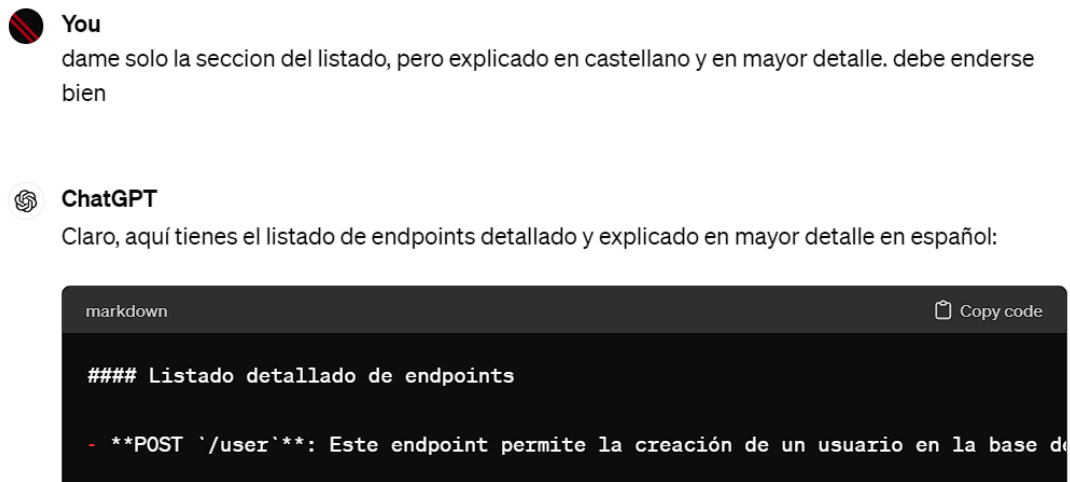 You
dame solo la seccion del listado, pero explicado en castellano y en mayor detalle. debe enderse
bien
ChatGPT
Claro, aquí tienes el listado de endpoints detallado y explicado en mayor detalle en español:
markdown
Copy code
#### Listado detallado de endpoints
- **POST `/user`**: Este endpoint permite la creación de un usuario en la base de